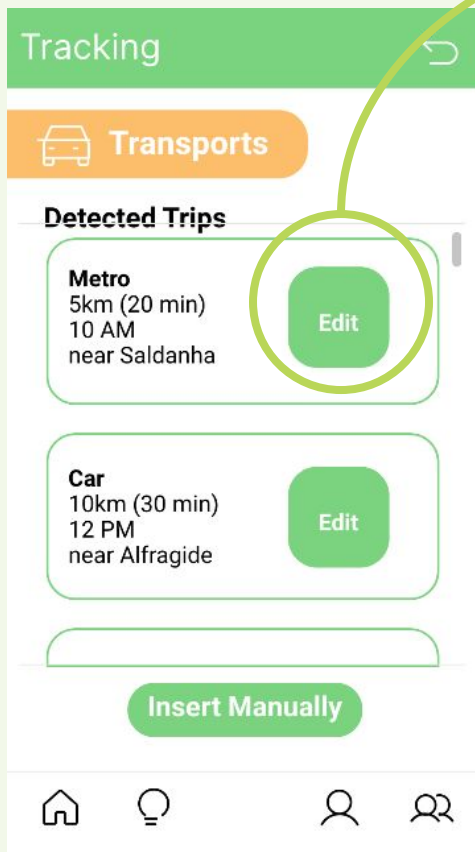 Tracking
Transports
Detected Trips
Metro
5km (20 min)
10 AM
near Saldanha
Edit
Car
10km (30 min)
12 PM
near Alfragide
Edit
Insert Manually